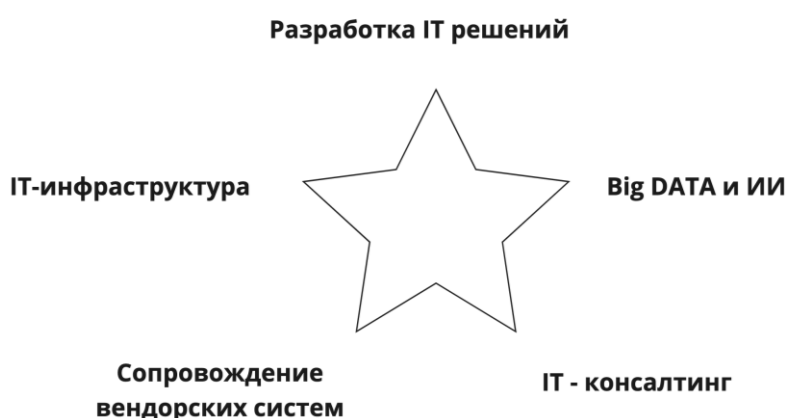 Разработка IT решений
IT-инфраструктура
Big DATA и ИИ
Сопровождение
вендорских систем
IT - консалтинг